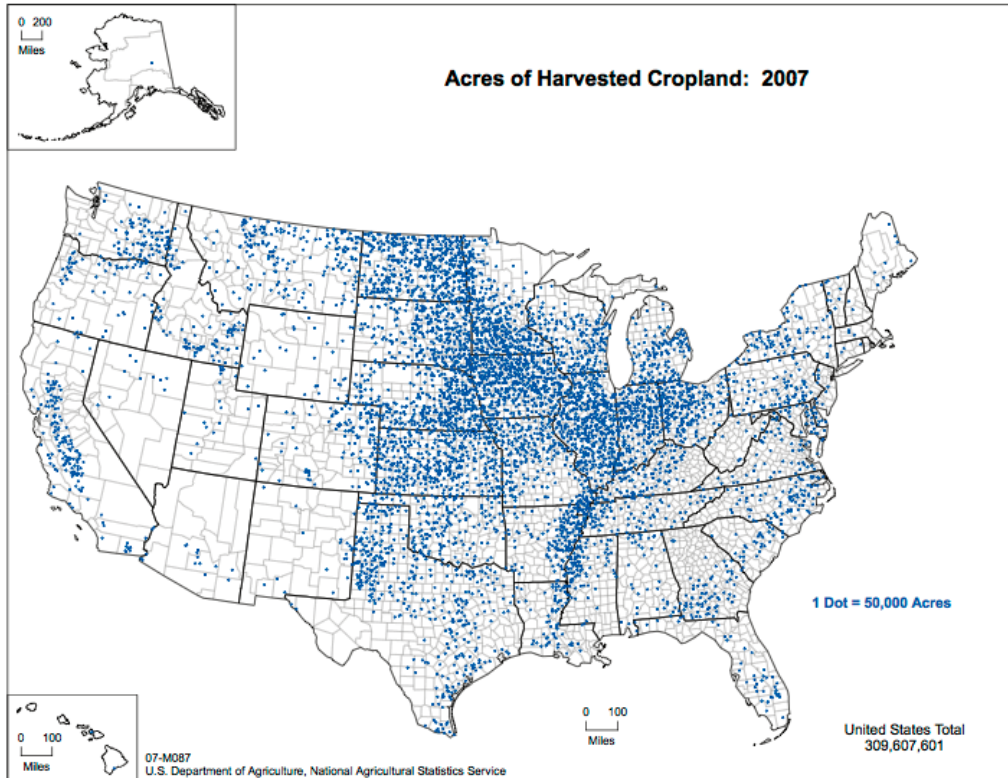 0 200
Miles
Acres of Harvested Cropland: 2007
1 Dot = 50,000 Acres
0 100
Miles
0 100
Miles
United States Total
309,607,601
07-M087
U.S. Department of Agriculture, National Agricultural Statistics Service